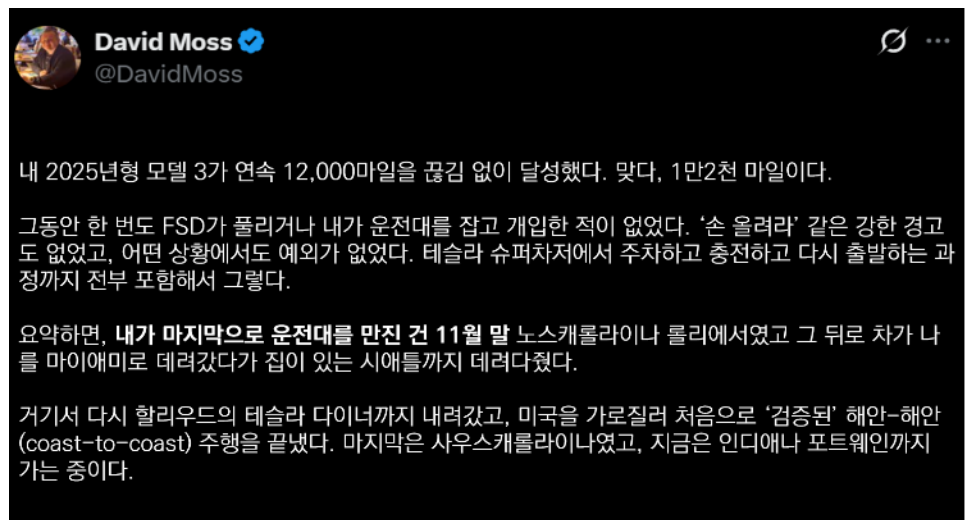 David Moss
@DavidMoss
내 2025년형 모델 3가 연속 12,000마일을 끊김 없이 달성했다. 맞다, 1만2천 마일이다.
그동안 한 번도 FSD가 풀리거나 내가 운전대를 잡고 개입한 적이 없었다. ‘손 올려라’ 같은 강한 경고
도 없었고, 어떤 상황에서도 예외가 없었다. 테슬라 슈퍼차저에서 주차하고 충전하고 다시 출발하는 과
정까지 전부 포함해서 그렇다.
요약하면, 내가 마지막으로 운전대를 만진 건 11월 말 노스캐롤라이나 롤리에서였고 그 뒤로 차가 나
를 마이애미로 데려갔다가 집이 있는 시애틀까지 데려다줬다.
거기서 다시 할리우드의 테슬라 다이너까지 내려갔고, 미국을 가로질러 처음으로 ‘검증된’ 해안-해안
(coast-to-coast) 주행을 끝냈다. 마지막은 사우스캐롤라이나였고, 지금은 인디애나 포트웨인까지
가는 중이다.